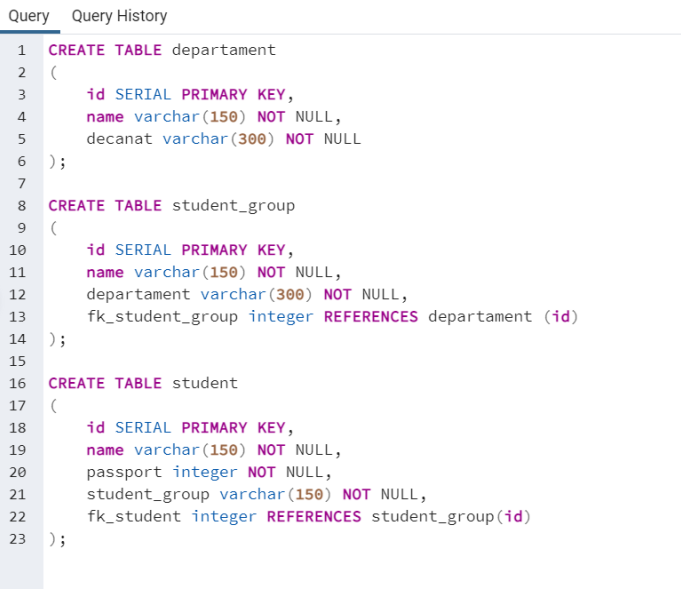 Query Query History
1 CREATE TABLE departament
2 (
3 id SERIAL PRIMARY KEY,
4 name varchar(150) NOT NULL,
5 decanat varchar(300) NOT NULL
6 );
7
8 CREATE TABLE student_group
9 (
10 id SERIAL PRIMARY KEY,
11 name varchar(150) NOT NULL,
12 departament varchar(300) NOT NULL,
13 fk_student_group integer REFERENCES departament (id)
14 );
15
16 CREATE TABLE student
17 (
18 id SERIAL PRIMARY KEY,
19 name varchar(150) NOT NULL,
20 passport integer NOT NULL,
21 student_group varchar(150) NOT NULL,
22 fk_student integer REFERENCES student_group(id)
23 );